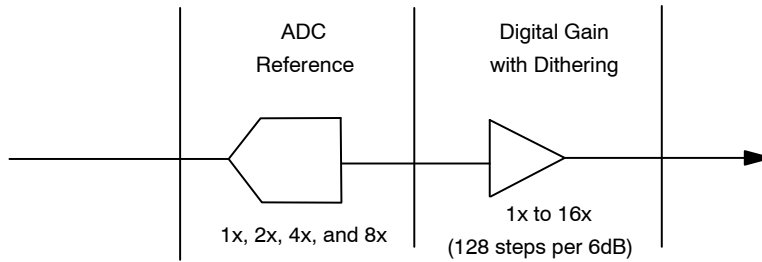 ADC
Reference
1x, 2x, 4x, and 8x
Digital Gain
with Dithering
1x to 16x
(128 steps per 6dB)